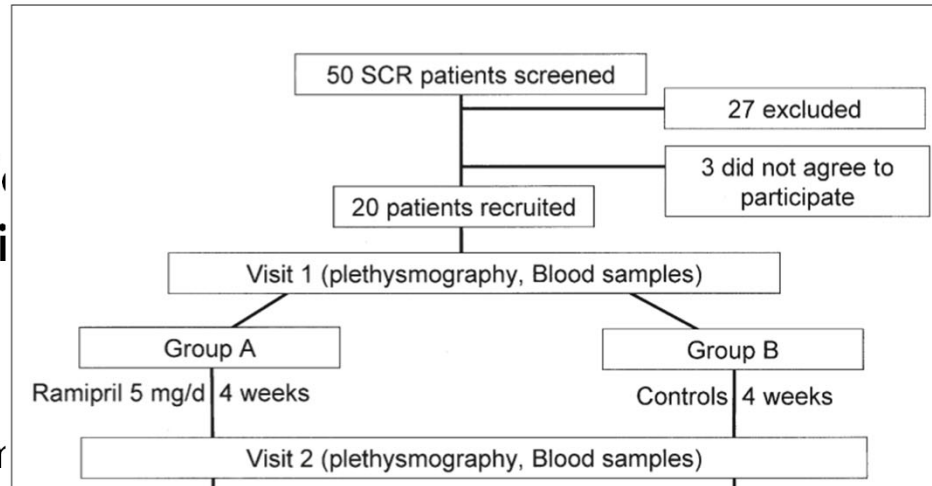 50 SCR patients screened
27 excluded
3 did not agree to
participate
20 patients recruited
Visit 1 (plethysmography, Blood samples)
Group A
Group B
Ramipril 5 mg/d 4 weeks
Controls 4 weeks
Visit 2 (plethysmography, Blood samples)